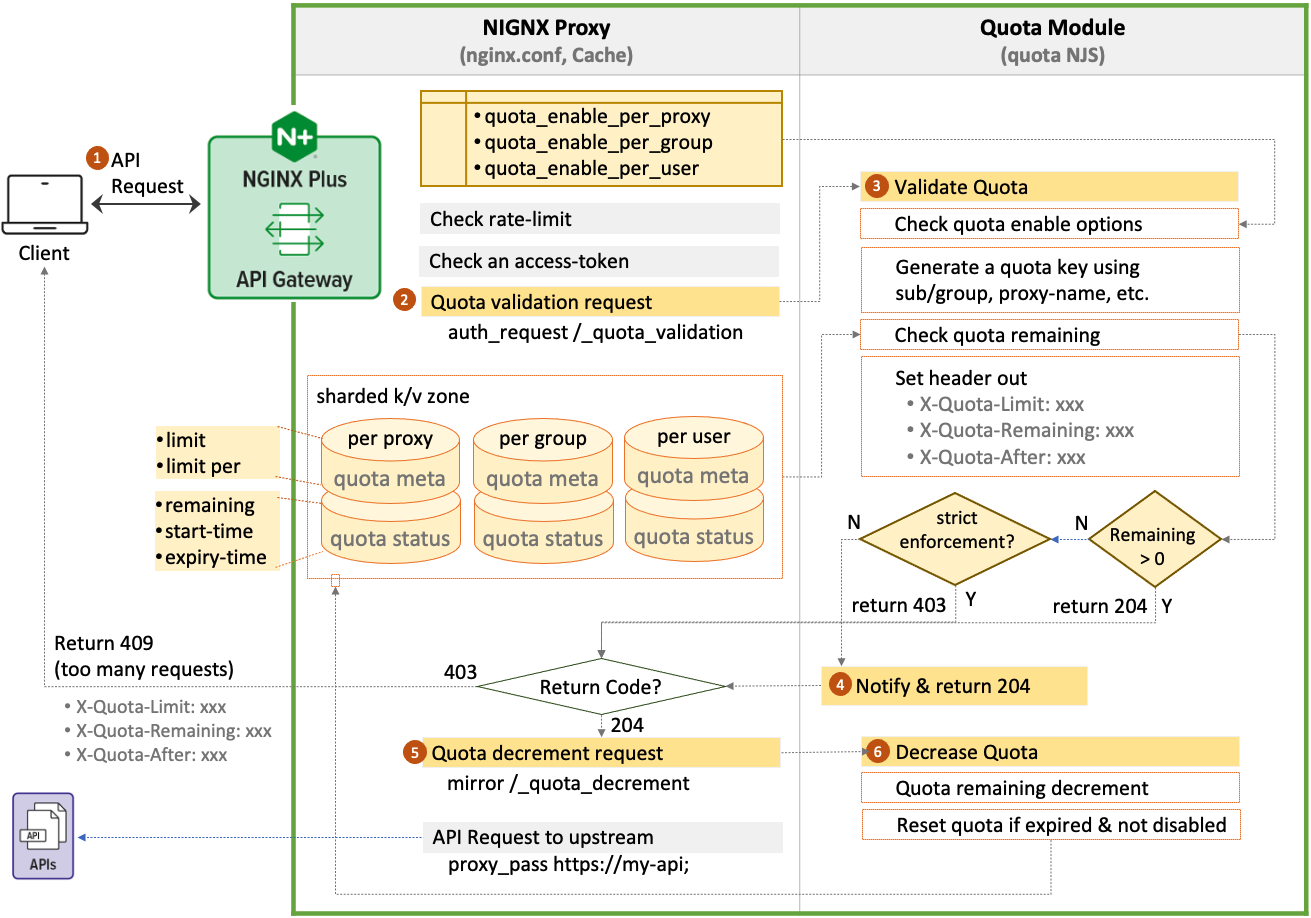 NIGNX Proxy
(nginx.conf, Cache)
Quota Module
(quota NJS)
• quota_enable_per_proxy
• quota_enable_per_group
• quota_enable_per_user
1
API
Request
Client
N+
NGINX Plus
API Gateway
Check rate-limit
Check an access-token
2
Quota validation request
auth_request /_quota_validation
3
Validate Quota
Check quota enable options
Generate a quota key using
sub/group, proxy-name, etc.
Check quota remaining
Set header out
• X-Quota-Limit: xxx
• X-Quota-Remaining: xxx
• X-Quota-After: xxx
sharded k/v zone
per proxy
quota meta
quota status
per group
quota meta
quota status
per user
quota meta
quota status
• limit
• limit per
• remaining
• start-time
• expiry-time
Remaining
> 0
N
Y
return 204
strict
enforcement?
N
Y
return 403
4
Notify & return 204
Return Code?
403
204
Return 409
(too many requests)
• X-Quota-Limit: xxx
• X-Quota-Remaining: xxx
• X-Quota-After: xxx
5
Quota decrement request
mirror /_quota_decrement
6
Decrease Quota
Quota remaining decrement
Reset quota if expired & not disabled
API Request to upstream
proxy_pass https://my-api;
API
APIs